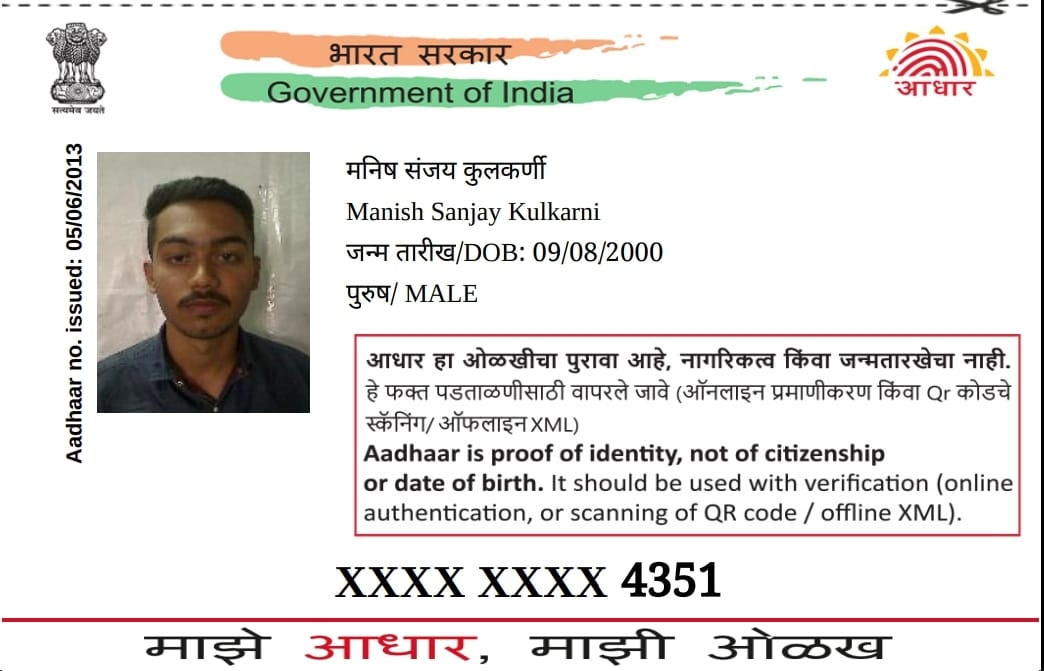 सत्यमेव जयते
भारत सरकार
Government of India
आधार
Aadhaar no. issued: 05/06/2013
मनिष संजय कुलकर्णी
Manish Sanjay Kulkarni
जन्म तारीख/DOB: 09/08/2000
पुरुष/ MALE
आधार हा ओळखीचा पुरावा आहे, नागरिकत्व किंवा जन्मतारखेचा नाही.
हे फक्त पडताळणीसाठी वापरले जावे (ऑनलाइन प्रमाणीकरण किंवा Qr कोडचे
स्कॅनिंग/ ऑफलाइन XML)
Aadhaar is proof of identity, not of citizenship
or date of birth. It should be used with verification (online
authentication, or scanning of QR code / offline XML).
XXXX XXXX 4351
माझे आधार, माझी ओळख